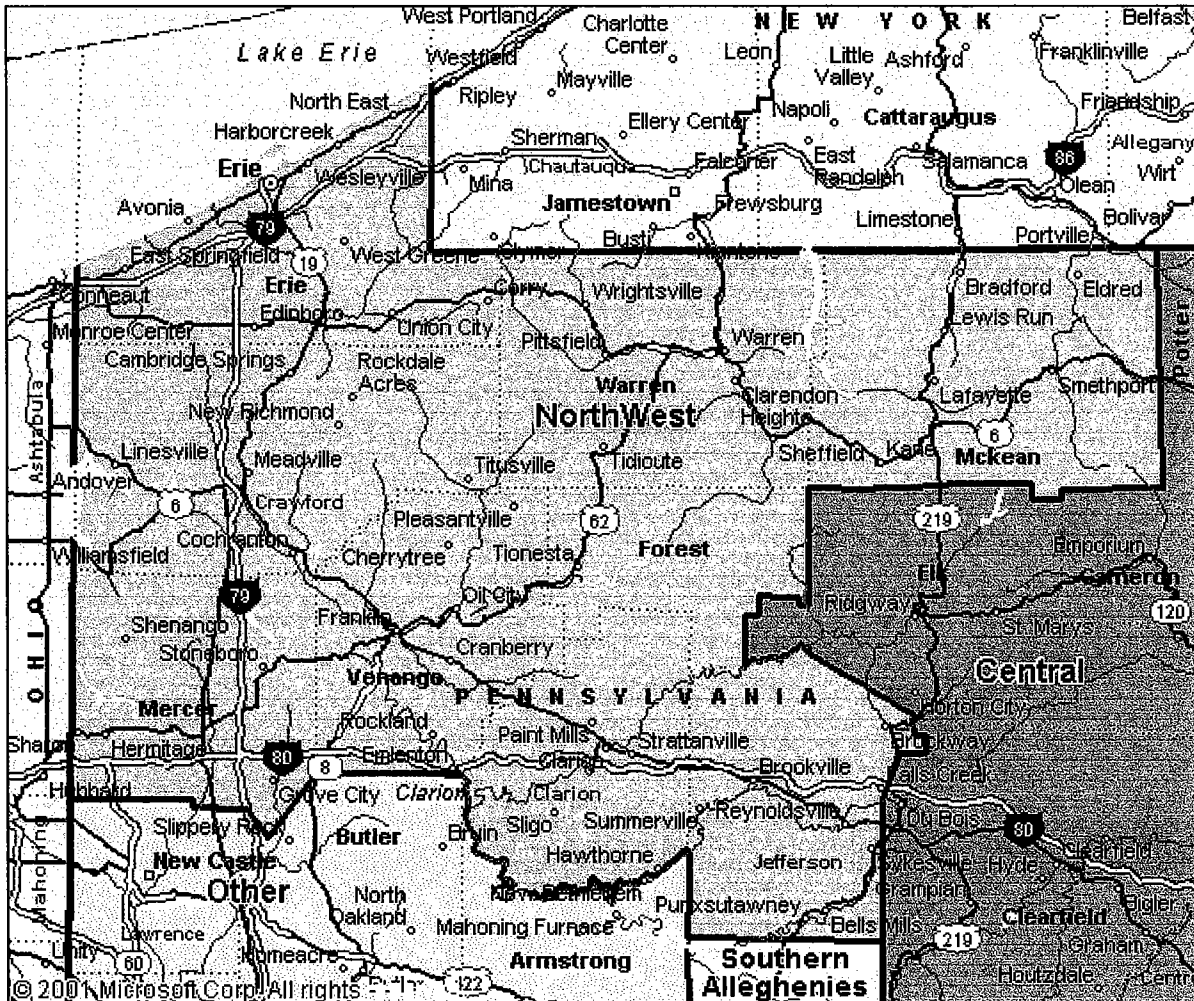 West Portland
Charlotte
Center
NEW YORK
Belfast
Lake Erie
Westfield
Leon
Little
Valley
Ashford
Franklinville
Mayville
North East
Ripley
Napoli
Friendship
Harborcreek
Ellery Center
Cattaraugus
Sherman
Allegany
Erie
Wesleyville
Chautauqu
Falconer
East
Randolph
Salamanca
86
Wirt
Mina
Olean
Avonia
Jamestown
Frewsburg
Limestone
Bolivar
79
Busti
Portville
East Springfield
19
West Greene
Clymer
Conneaut
Erie
Corry
Wrightsville
Bradford
Eldred
Potter
Monroe Center
Edinboro
Union City
Lewis Run
Pittsfield
Warren
Cambridge Springs
Rockdale
Acres
Warren
Clarendon
Heights
Lafayette
Smethport
Ashtabula
New Richmond
NorthWest
6
Linesville
Meadville
Titusville
Tidioute
Sheffield
Kane
Mckean
Andover
6
Crawford
Pleasantville
62
219
Cochranton
Williamsfield
Cherrytree
Tionesta
Forest
Emporium
79
Oil City
Elk
Cameron
Franklin
Ridgway
120
OHIO
Shenango
St. Marys
Stoneboro
Cranberry
Central
Venango
PENNSYLVANIA
Mercer
Horton City
Rockland
Sharon
Hermitage
Paint Mills
Strattanville
Brockway
80
Emlenton
8
Clarion
Brookville
Falls Creek
Hubbard
Grove City
Clarion
Clarion
Reynoldsville
Mahoning
Slippery Rock
Butler
Bruin
Sligo
Summerville
Du Bois
80
Clearfield
New Castle
Hawthorne
Jefferson
Sykesville
Hyde
Other
New Bethlehem
Grampian
North
Oakland
Punxsutawney
Bigler
Mahoning Furnace
Bells Mills
Clearfield
Lawrence
219
Graham
Unity
60
Homeacre
Armstrong
Southern
Alleghenies
Houtzdale
Centr
422
© 2001 Microsoft Corp. All rights